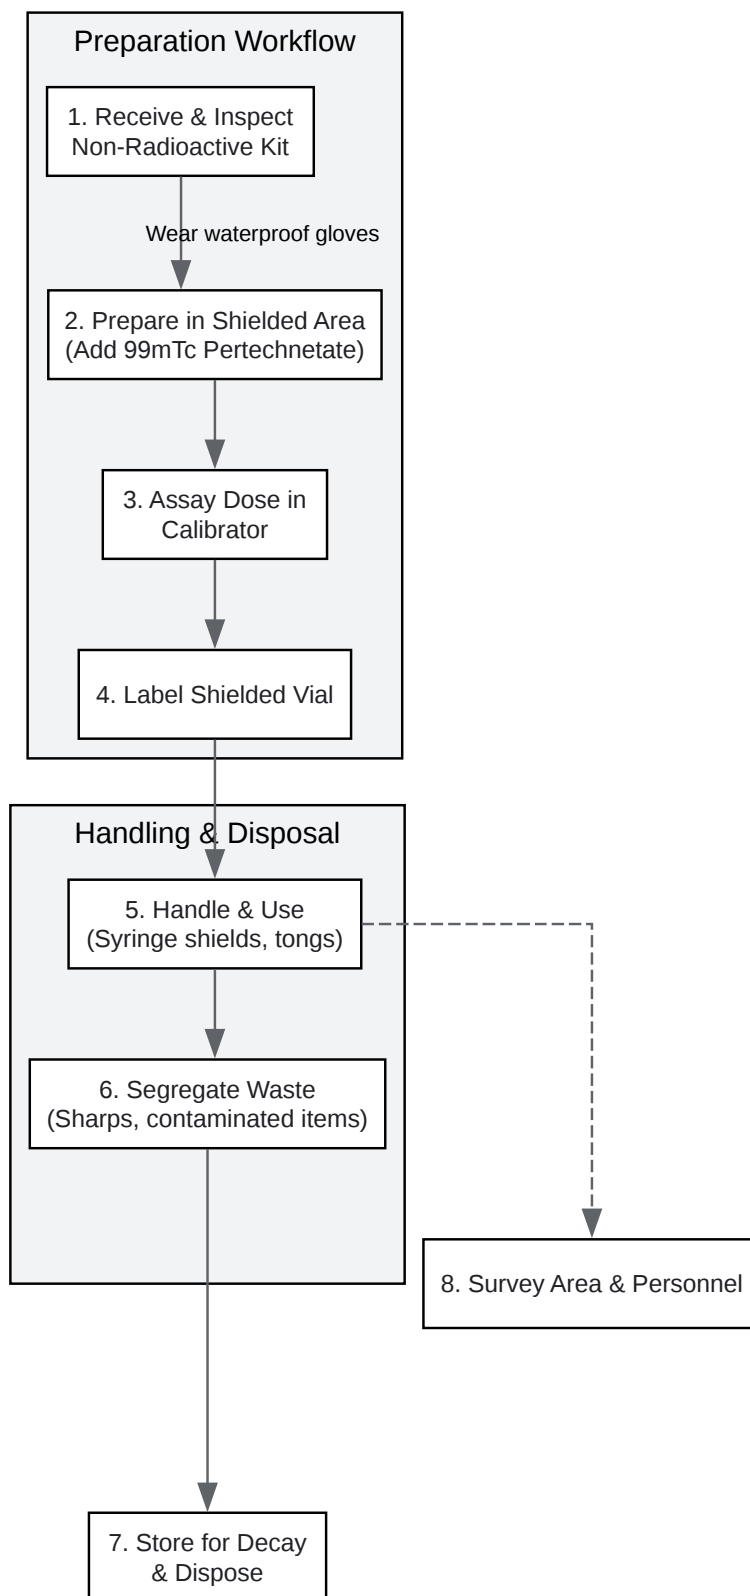 Preparation Workflow
1. Receive & Inspect
Non-Radioactive Kit
Wear waterproof gloves
2. Prepare in Shielded Area
(Add 99mTc Pertechnetate)
3. Assay Dose in
Calibrator
4. Label Shielded Vial
Handling & Disposal
5. Handle & Use
(Syringe shields, tongs)
6. Segregate Waste
(Sharps, contaminated items)
8. Survey Area & Personnel
7. Store for Decay
& Dispose